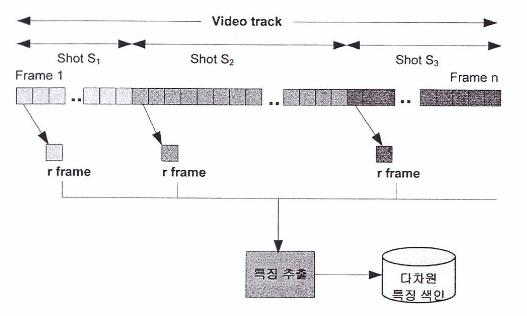 Video track
Shot S₁ Shot S₂ Shot S₃
Frame 1 Frame n
.. .. ..
r frame r frame r frame
특징 추출
다차원
특징 색인